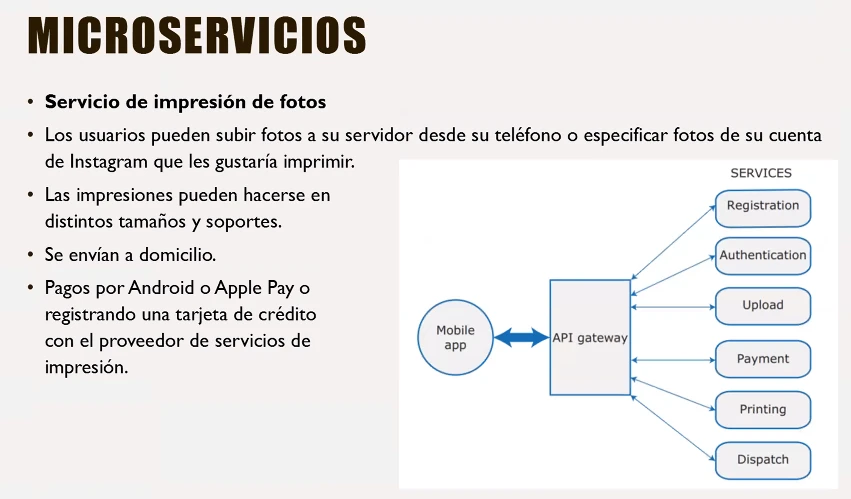 MICROSERVICIOS
• Servicio de impresión de fotos
• Los usuarios pueden subir fotos a su servidor desde su teléfono o especificar fotos de su cuenta
de Instagram que les gustaría imprimir.
• Las impresiones pueden hacerse en
distintos tamaños y soportes.
• Se envían a domicilio.
• Pagos por Android o Apple Pay o
registrando una tarjeta de crédito
con el proveedor de servicios de
impresión.
SERVICES
Registration
Authentication
Upload
Mobile
app
API gateway
Payment
Printing
Dispatch